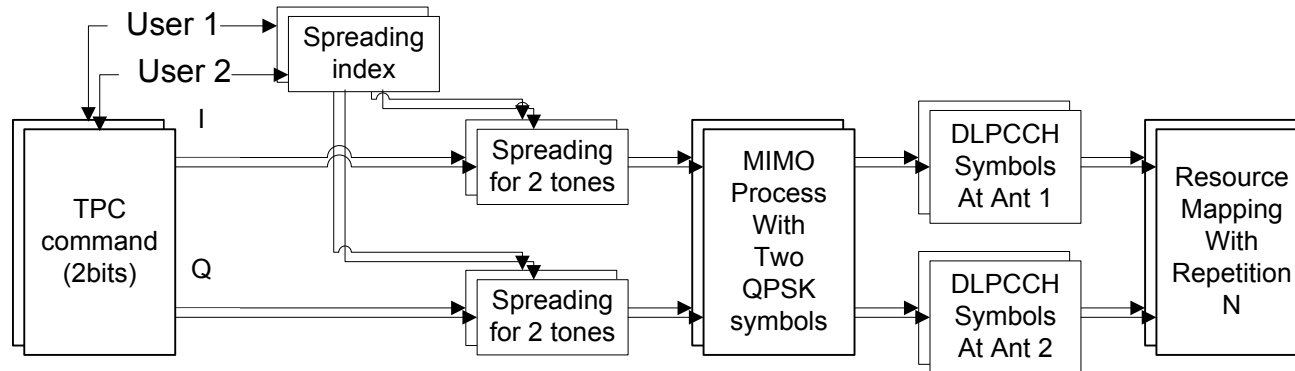 User 1
User 2
Spreading
index
I
Q
TPC
command
(2bits)
Spreading
for 2 tones
Spreading
for 2 tones
MIMO
Process
With
Two
QPSK
symbols
DLPCCH
Symbols
At Ant 1
DLPCCH
Symbols
At Ant 2
Resource
Mapping
With
Repetition
N